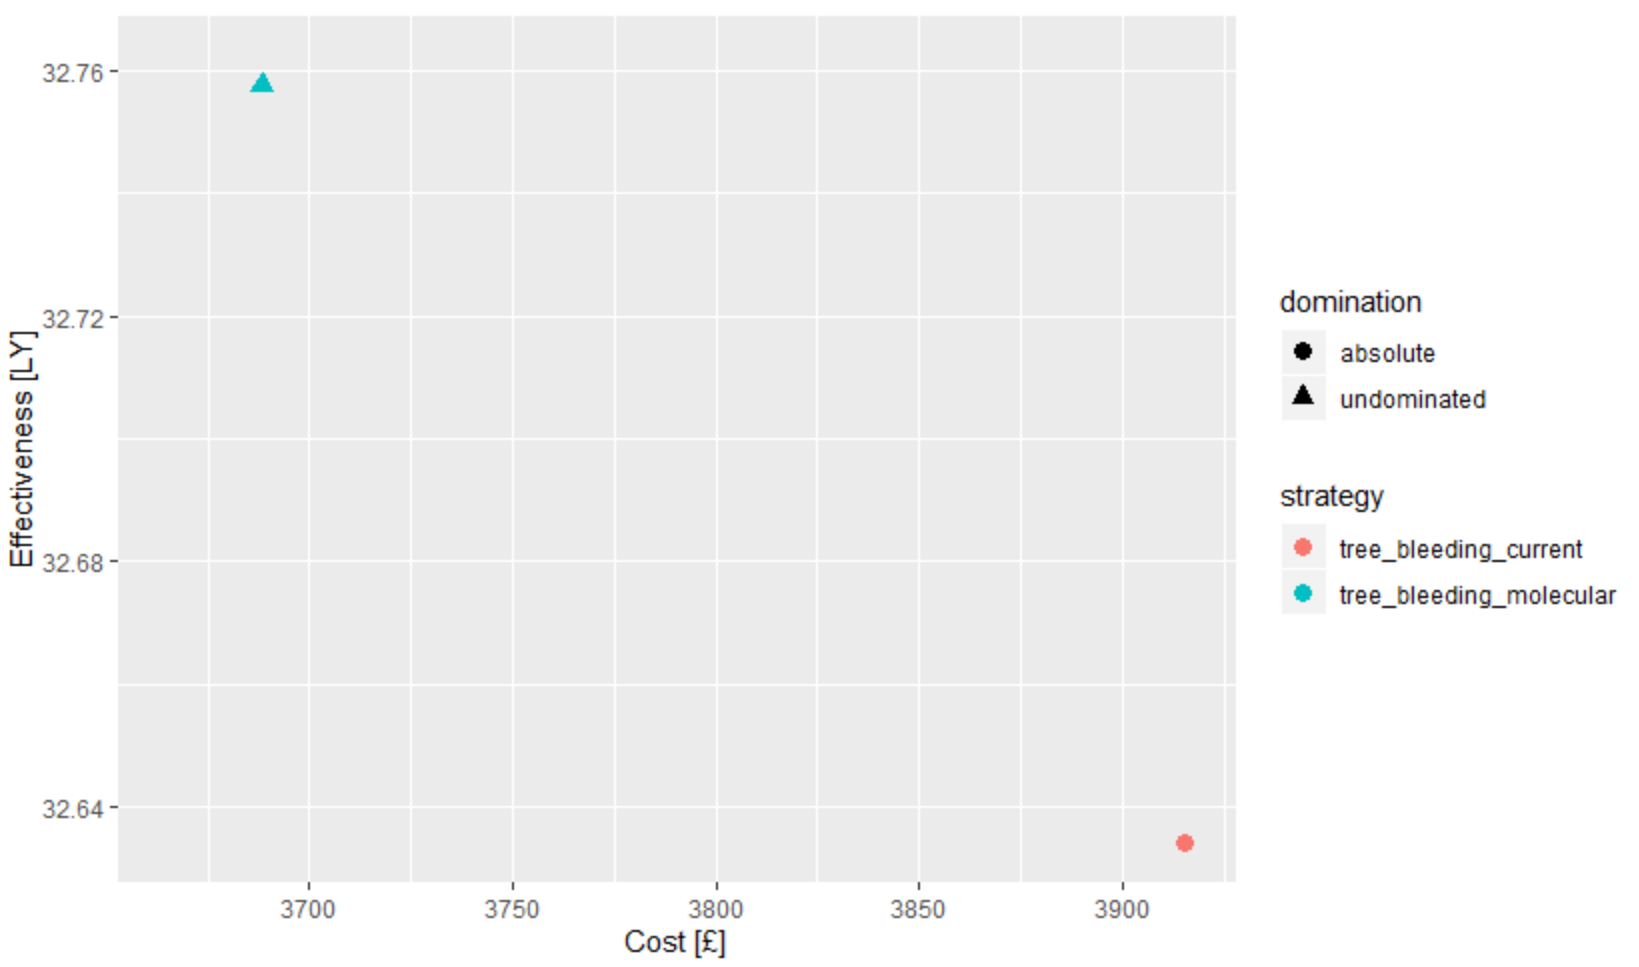 32.76
32.72
32.68
32.64
Effectiveness [LY]
3700
3750
3800
3850
3900
Cost [£]
domination
absolute
undominated
strategy
tree_bleeding_current
tree_bleeding_molecular